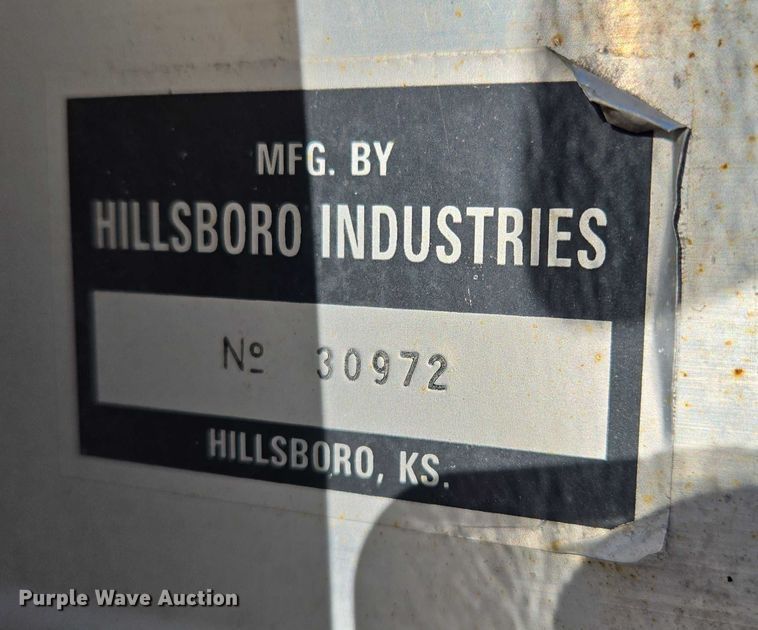 MFG. BY
HILLSBORO INDUSTRIES
Nº 30972
HILLSBORO, KS.
Purple Wave Auction